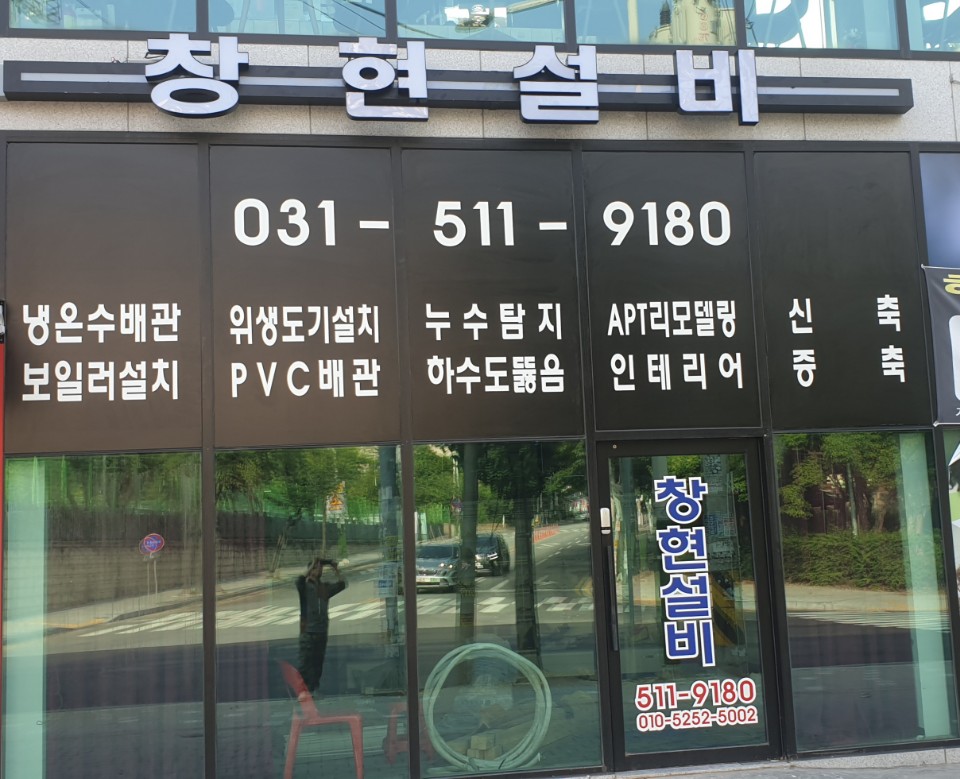 창현설비
031 - 511 - 9180
냉온수배관 위생도기설치 누수탐지 APT리모델링 신축
보일러설치 PVC배관 하수도뚫음 인테리어 증축
창현설비
511-9180
010-5252-5002